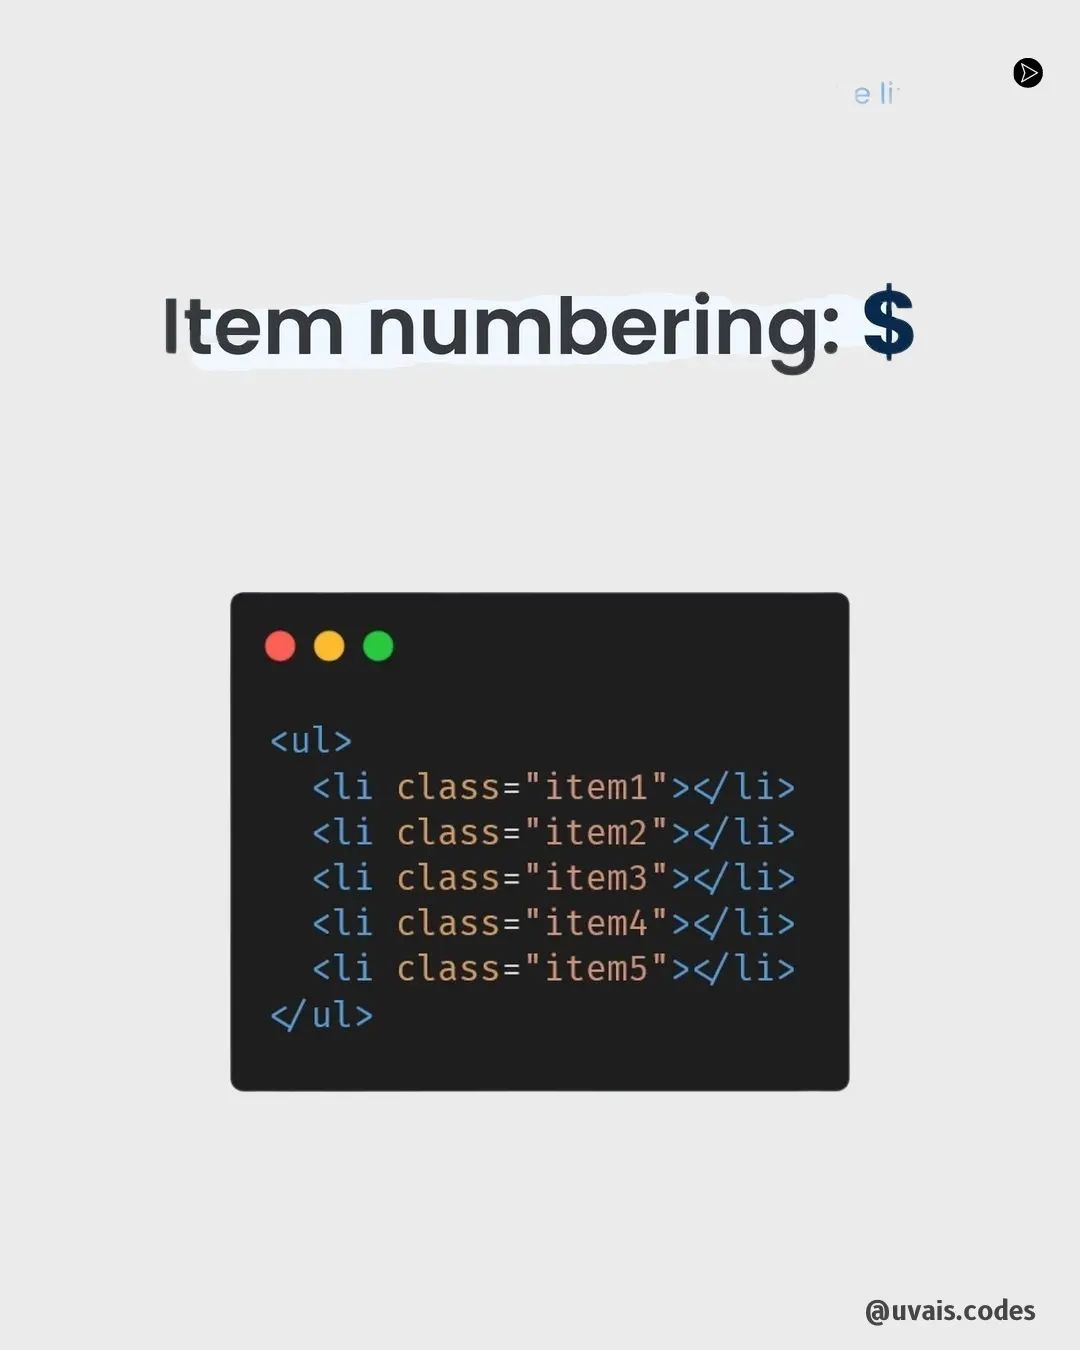 Item numbering: $
<ul>
  <li class="item1"></li>
  <li class="item2"></li>
  <li class="item3"></li>
  <li class="item4"></li>
  <li class="item5"></li>
</ul>
@uvais.codes